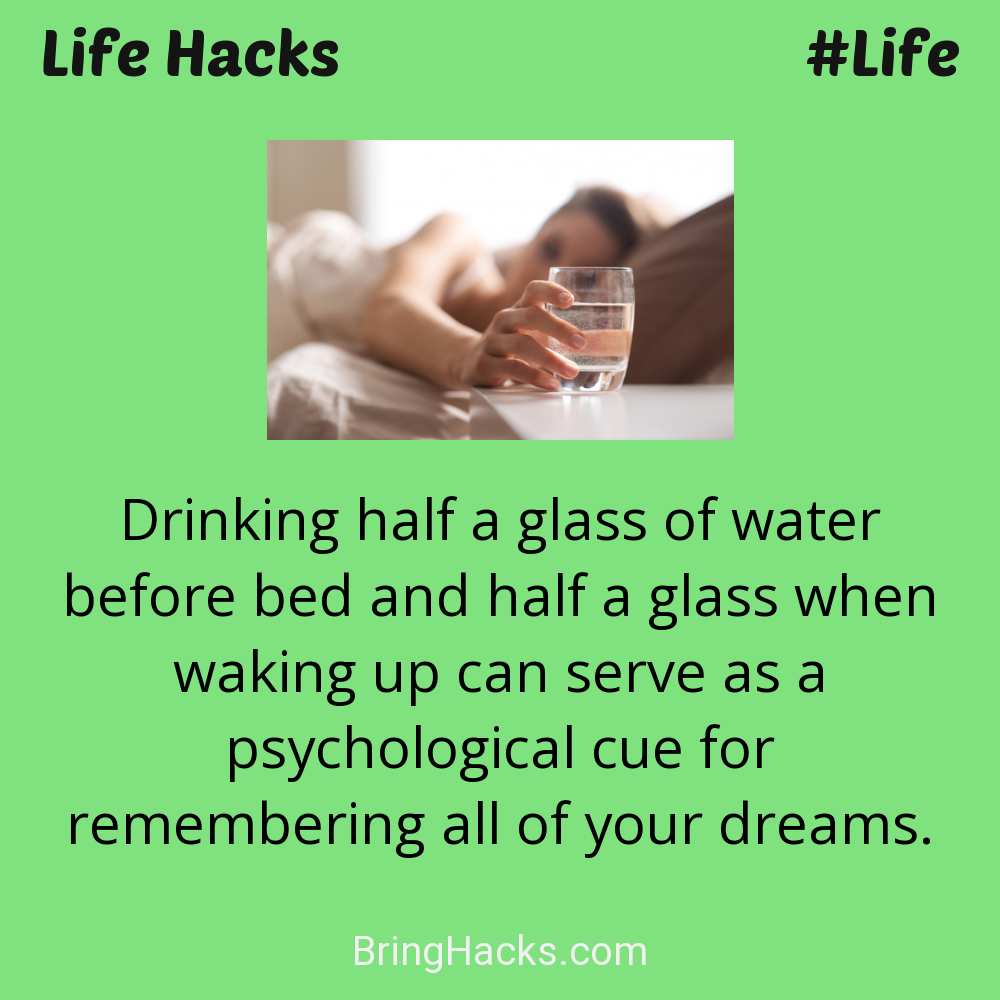 Life Hacks
#Life
Drinking half a glass of water
before bed and half a glass when
waking up can serve as a
psychological cue for
remembering all of your dreams.
BringHacks.com